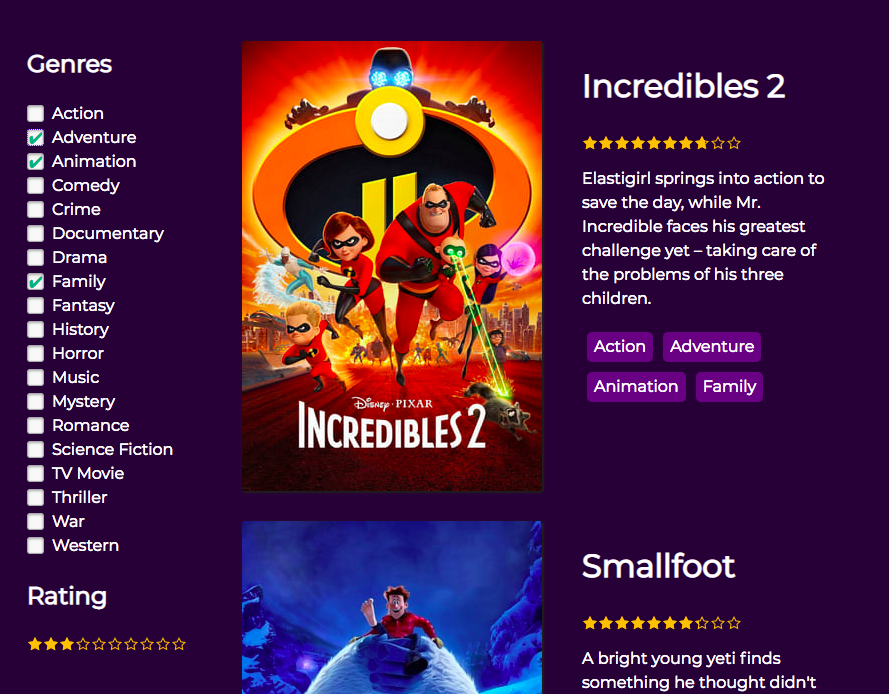 Genres
Action
Adventure
Animation
Comedy
Crime
Documentary
Drama
Family
Fantasy
History
Horror
Music
Mystery
Romance
Science Fiction
TV Movie
Thriller
War
Western
Rating
Disney · PIXAR
INCREDIBLES 2
Incredibles 2
Elastigirl springs into action to
save the day, while Mr.
Incredible faces his greatest
challenge yet – taking care of
the problems of his three
children.
Action Adventure
Animation Family
Smallfoot
A bright young yeti finds
something he thought didn't